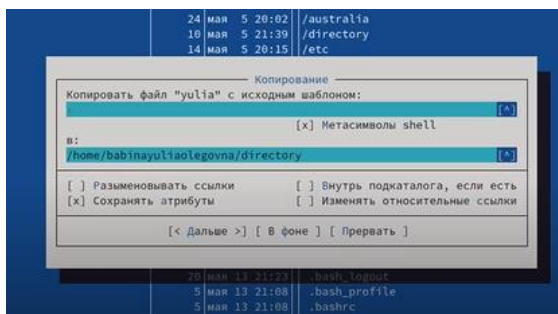 24 мая 5 20:02 /australia
10 мая 5 21:39 /directory
14 мая 5 20:15 /etc
Копирование
Копировать файл "yulia" с исходным шаблоном:
[^]
[x] Метасимволы shell
в:
/home/babinayuliaolegovna/directory [^]
[ ] Разыменовывать ссылки [ ] Внутрь подкаталога, если есть
[x] Сохранять атрибуты [ ] Изменять относительные ссылки
[< Дальше >] [ В фоне ] [ Прервать ]
20 мая 13 21:23 .bash_logout
5 мая 13 21:08 .bash_profile
5 мая 13 21:08 .bashrc